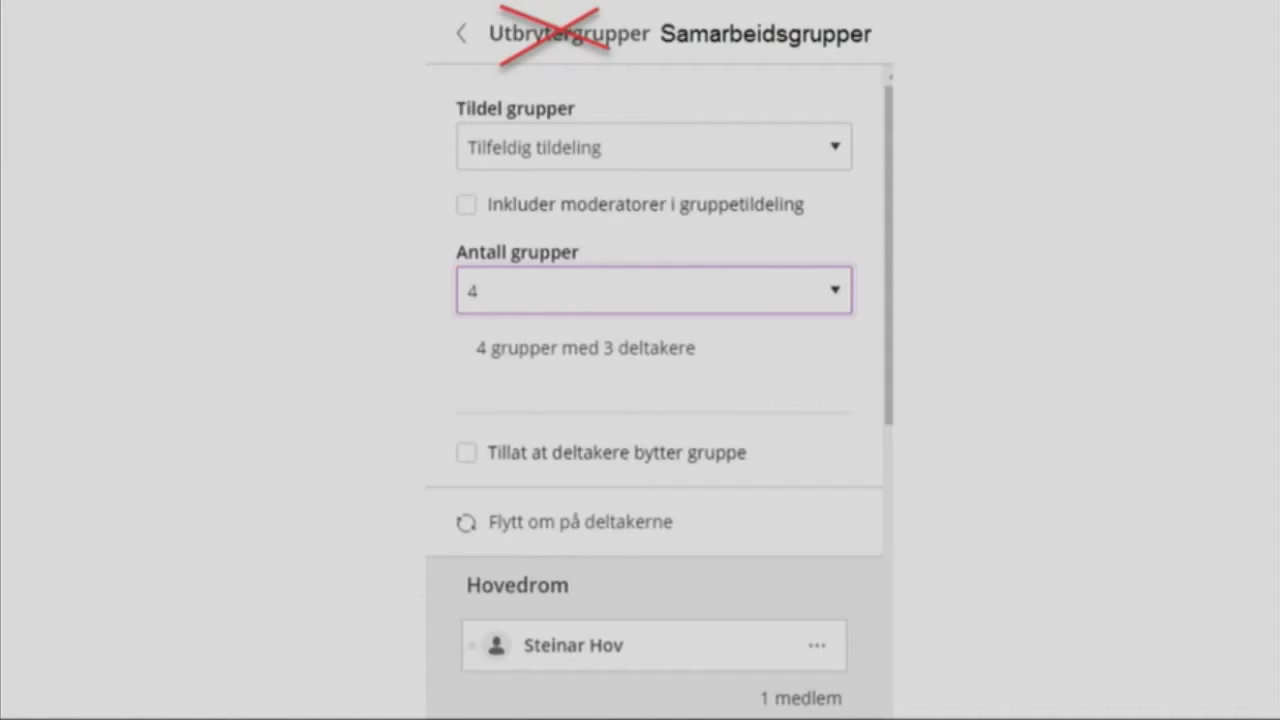 Utbrytergrupper Samarbeidsgrupper
Tildel grupper
Tilfeldig tildeling
Inkluder moderatorer i gruppetildeling
Antall grupper
4
4 grupper med 3 deltakere
Tillat at deltakere bytter gruppe
Flytt om på deltakerne
Hovedrom
Steinar Hov
1 medlem